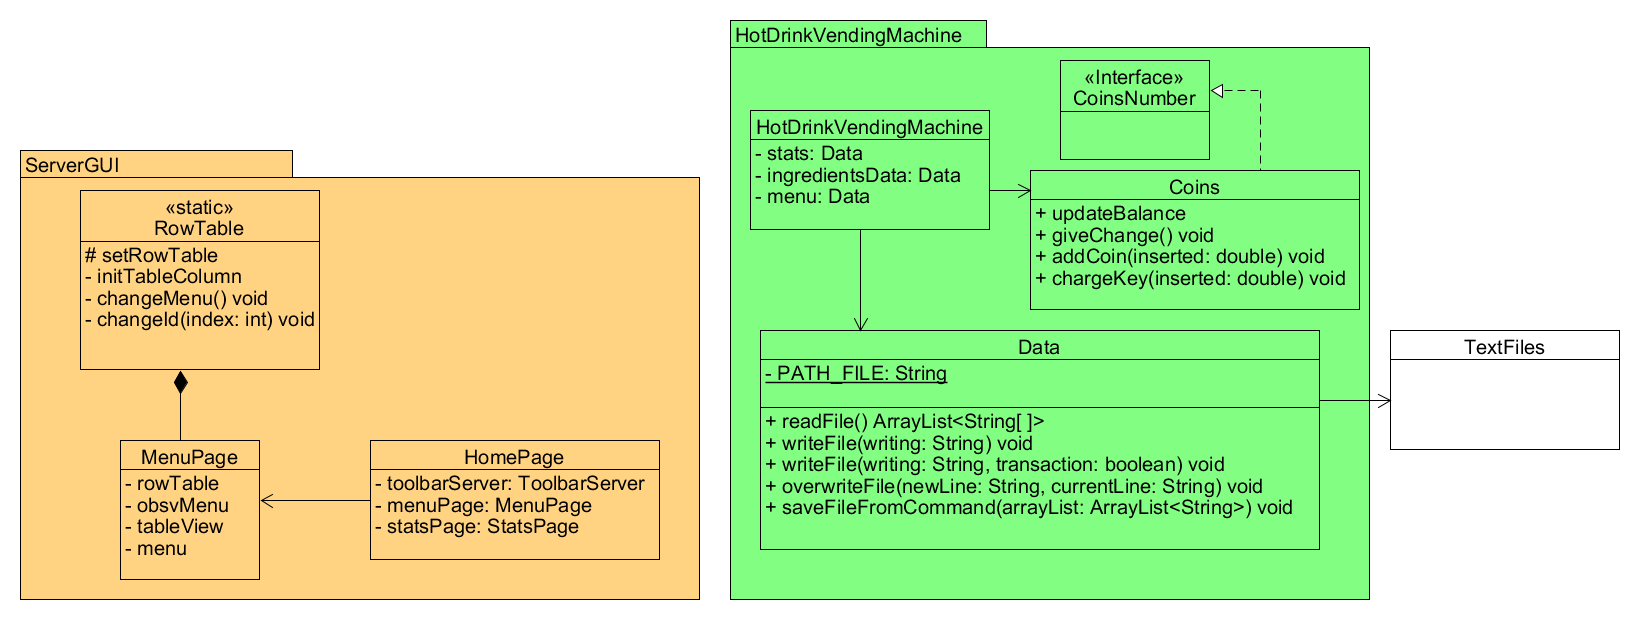 ServerGUI
«static»
RowTable
# setRowTable
- initTableColumn
- changeMenu() void
- changeId(index: int) void
MenuPage
- rowTable
- obsvMenu
- tableView
- menu
HomePage
- toolbarServer: ToolbarServer
- menuPage: MenuPage
- statsPage: StatsPage
HotDrinkVendingMachine
«Interface»
CoinsNumber
HotDrinkVendingMachine
- stats: Data
- ingredientsData: Data
- menu: Data
Coins
+ updateBalance
+ giveChange() void
+ addCoin(inserted: double) void
+ chargeKey(inserted: double) void
Data
- PATH_FILE: String
+ readFile() ArrayList<String[ ]>
+ writeFile(writing: String) void
+ writeFile(writing: String, transaction: boolean) void
+ overwriteFile(newLine: String, currentLine: String) void
+ saveFileFromCommand(arrayList: ArrayList<String>) void
TextFiles